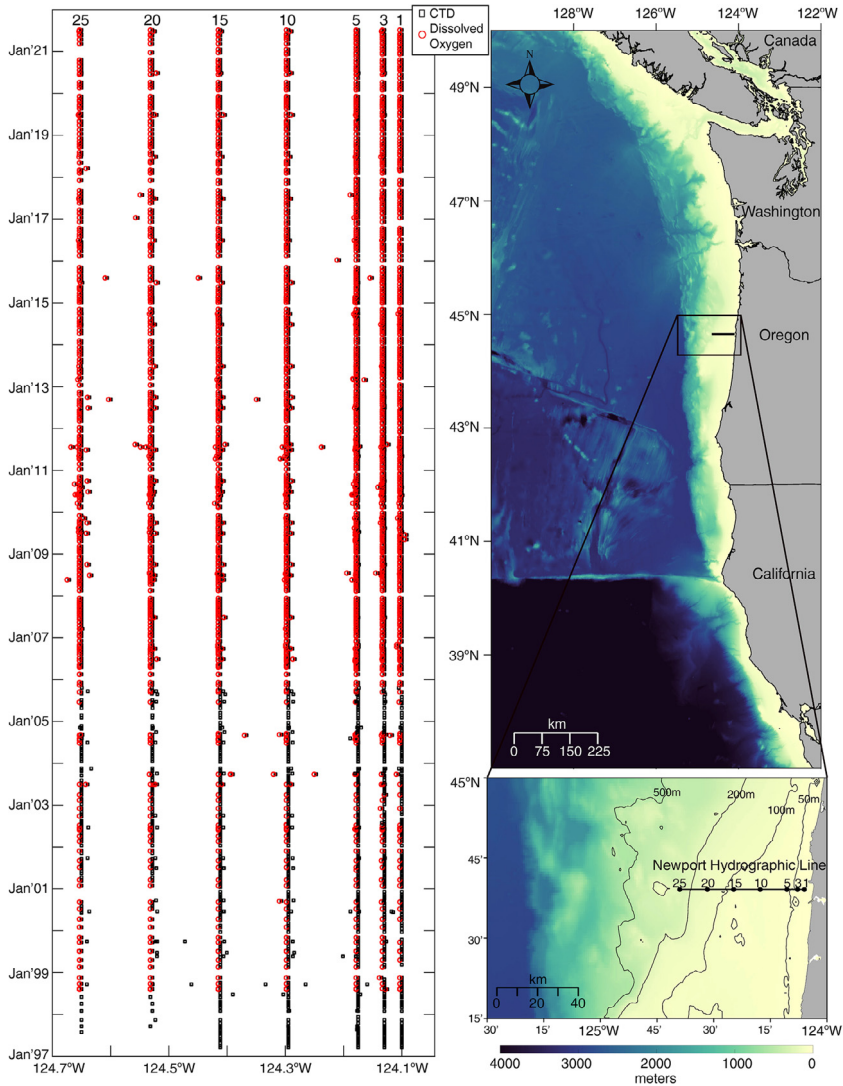 25 20 15 10 5 3 1
CTD
Dissolved
Oxygen
Jan'21
Jan'19
Jan'17
Jan'15
Jan'13
Jan'11
Jan'09
Jan'07
Jan'05
Jan'03
Jan'01
Jan'99
Jan'97
124.7°W 124.5°W 124.3°W 124.1°W
128°W 126°W 124°W 122°W
Canada
N
49°N
Washington
47°N
45°N
Oregon
43°N
41°N
California
39°N
km
0 75 150 225
45°N
500m 200m 100m 50m
45'
Newport Hydrographic Line
25 20 15 10 5 3 1
30'
km
0 20 40
15'
30' 15' 125°W 45' 30' 15' 124°W
4000 3000 2000 1000 0
meters